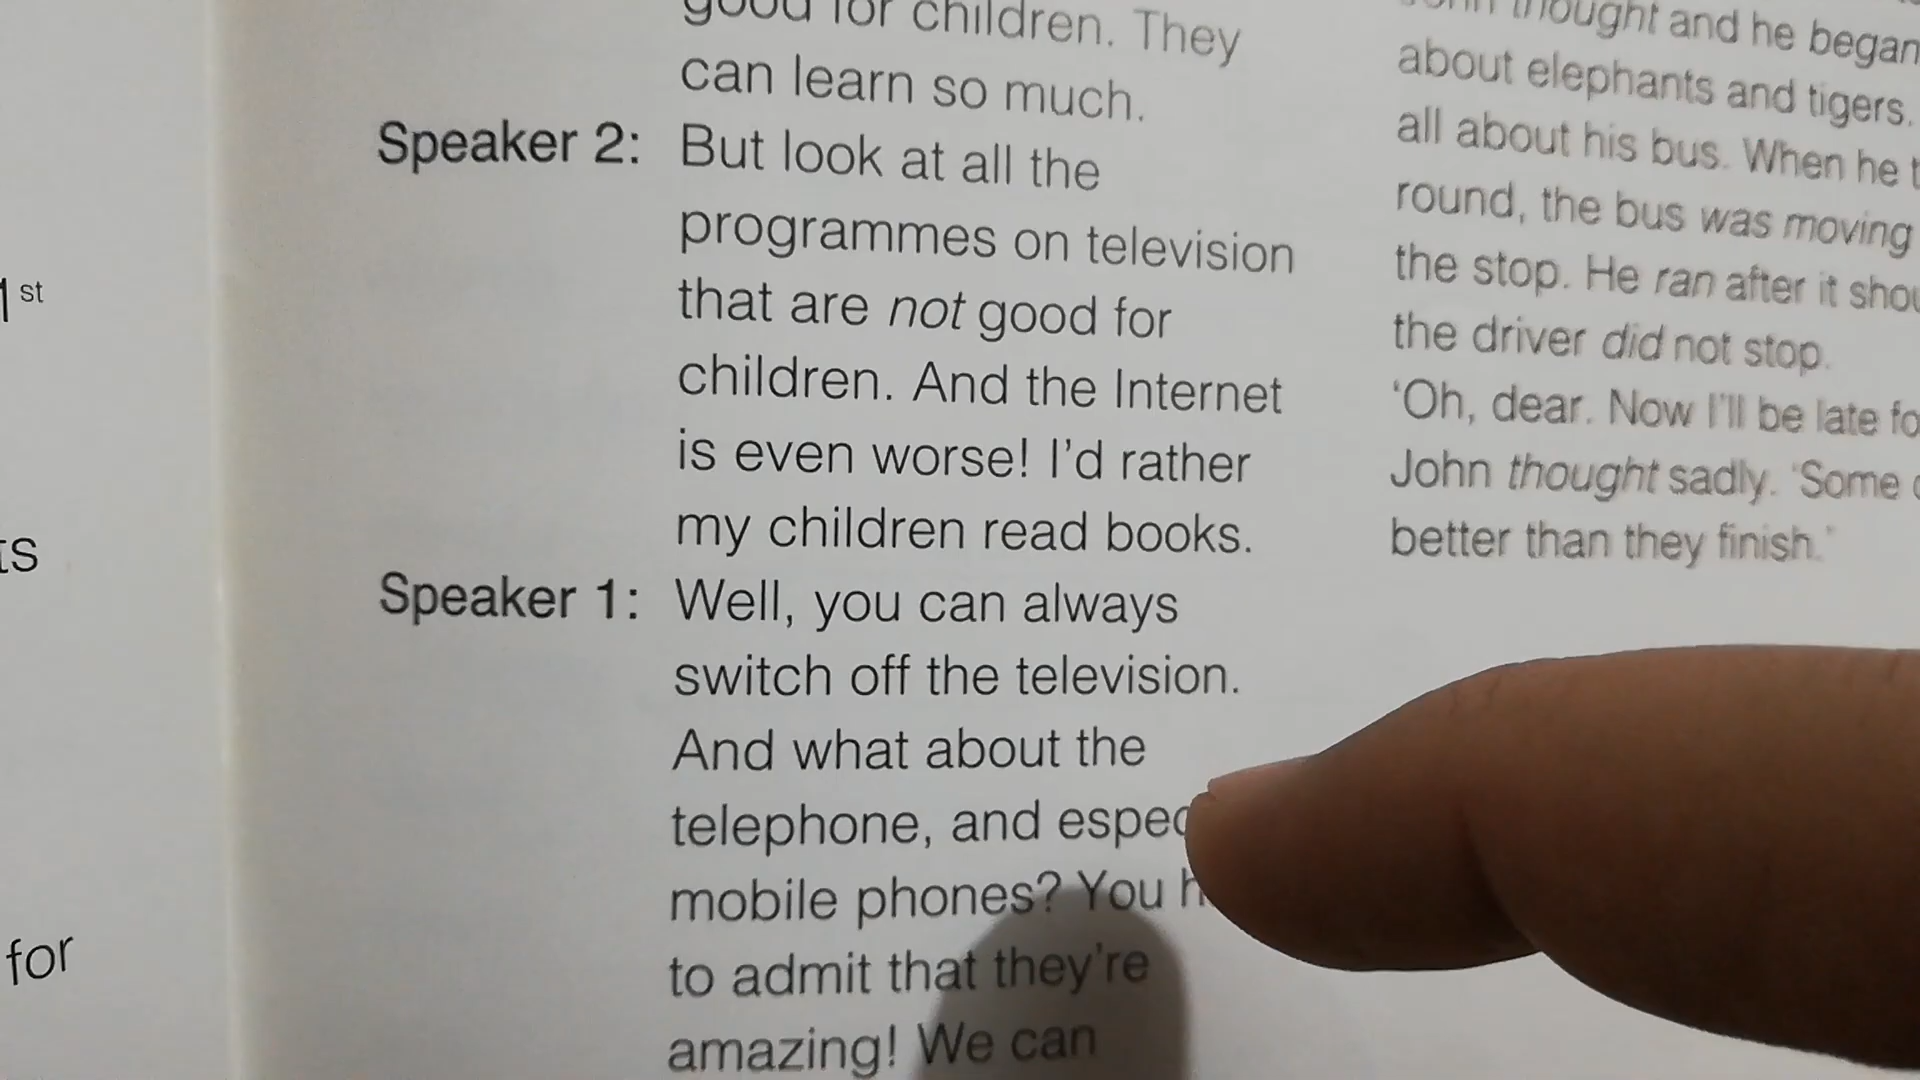 1st
ts
for
good for children. They
can learn so much.
Speaker 2: But look at all the
programmes on television
that are not good for
children. And the Internet
is even worse! I'd rather
my children read books.
Speaker 1: Well, you can always
switch off the television.
And what about the
telephone, and
mobile phones? You
to admit that they're
amazing! We can
thought and he began
about elephants and tigers.
all about his bus. When he
round, the bus was moving
the stop. He ran after it
the driver did not stop.
'Oh, dear. Now I'll be late
John thought sadly. 'Some
better than they finish.'